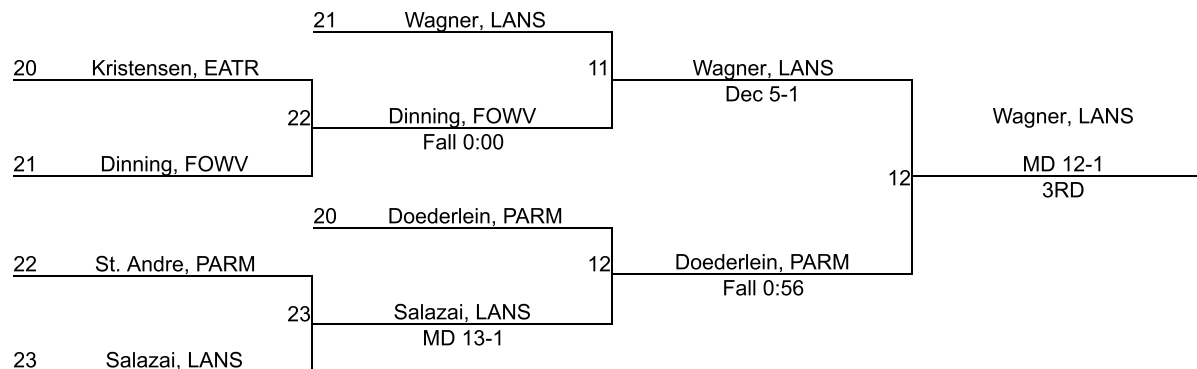 21 Wagner, LANS
20 Kristensen, EATR
11
Wagner, LANS
Dec 5-1
22
Dinning, FOWV
Fall 0:00
Wagner, LANS
21 Dinning, FOWV
12
MD 12-1
3RD
20 Doederlein, PARM
22 St. Andre, PARM
12
Doederlein, PARM
Fall 0:56
23
Salazai, LANS
MD 13-1
23 Salazai, LANS